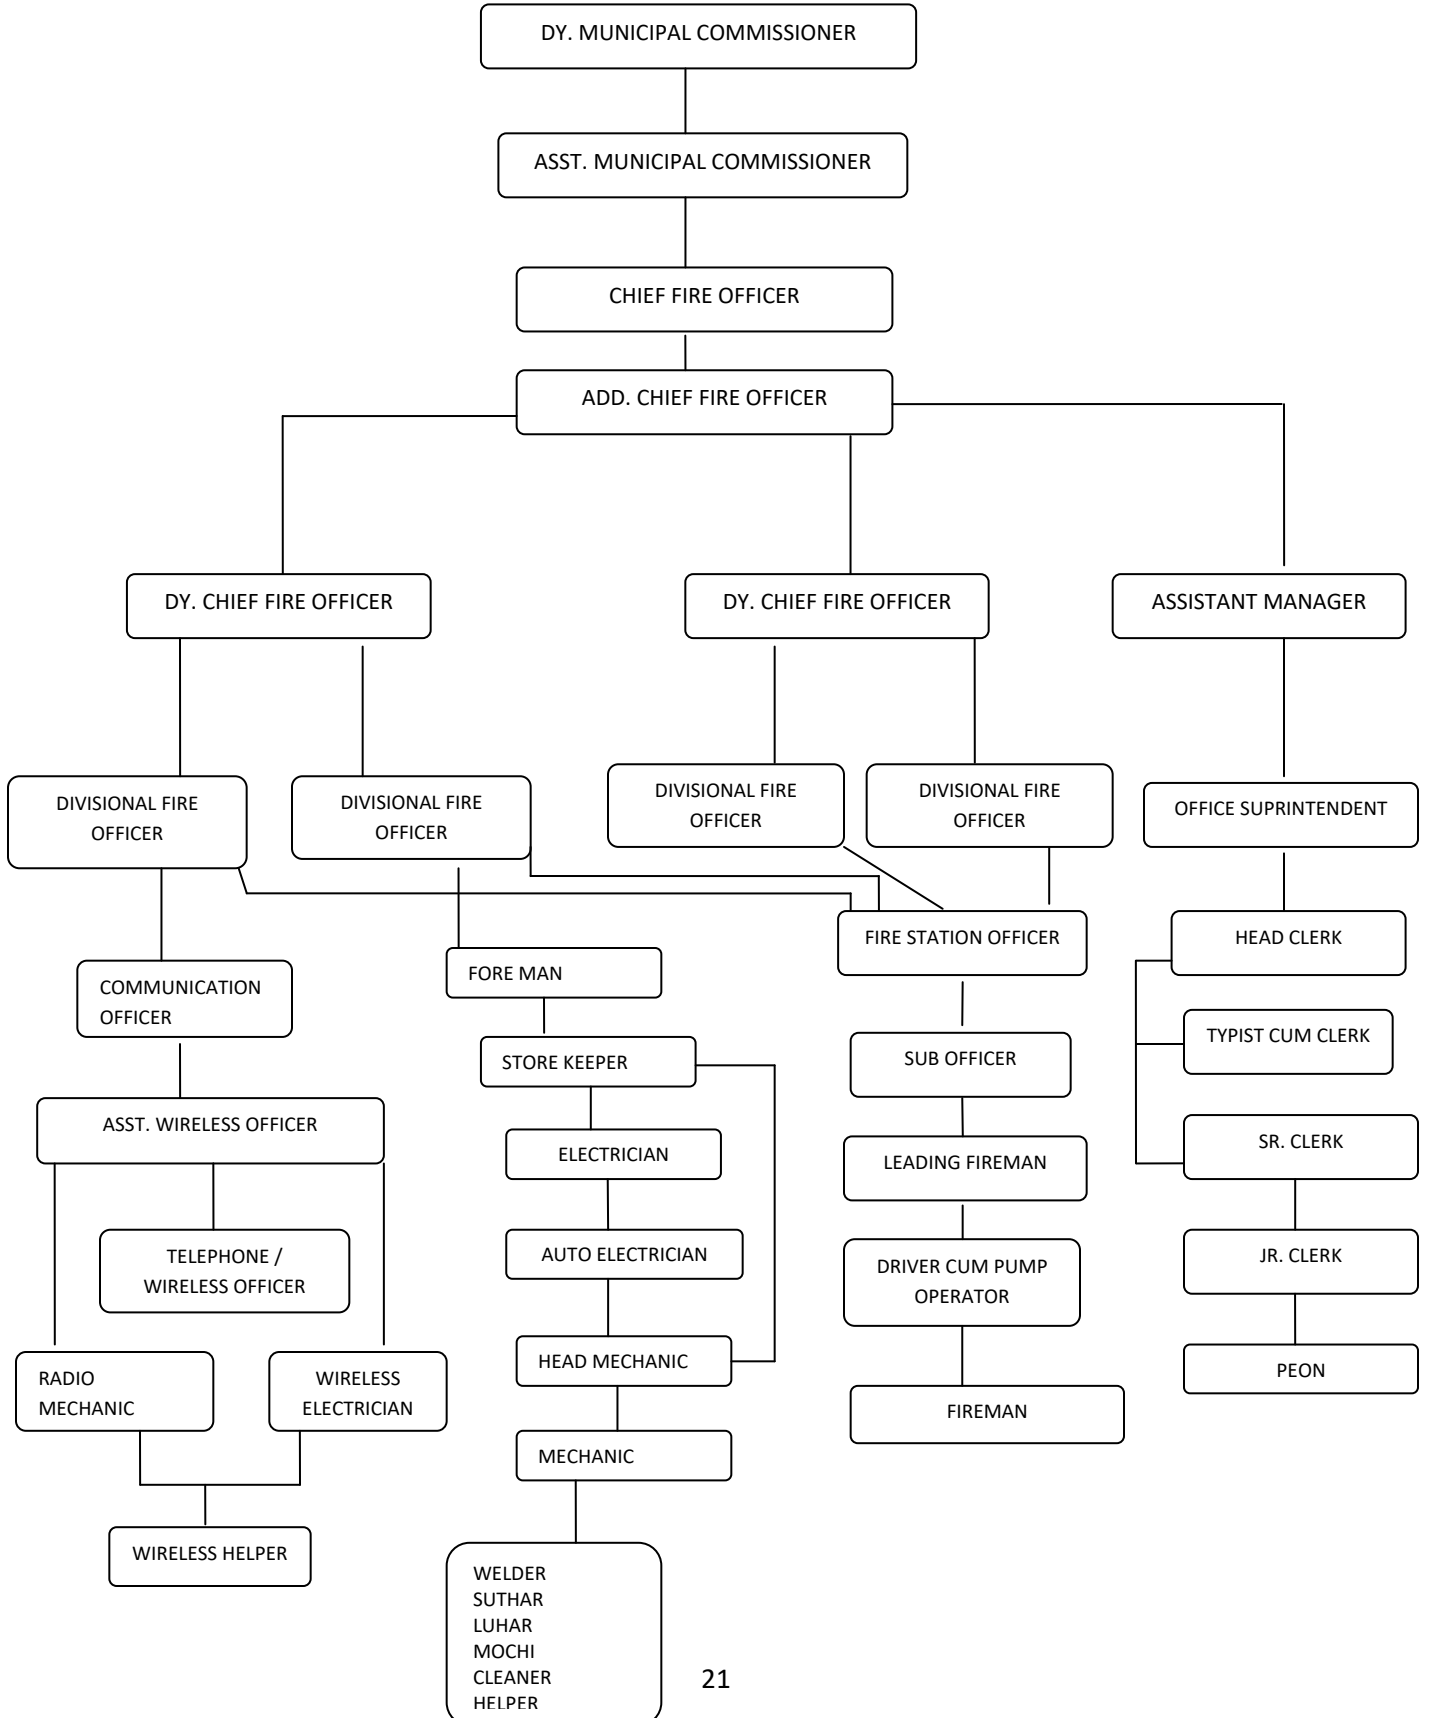 DY. MUNICIPAL COMMISSIONER
ASST. MUNICIPAL COMMISSIONER
CHIEF FIRE OFFICER
ADD. CHIEF FIRE OFFICER
DY. CHIEF FIRE OFFICER
DY. CHIEF FIRE OFFICER
ASSISTANT MANAGER
DIVISIONAL FIRE
OFFICER
DIVISIONAL FIRE
OFFICER
DIVISIONAL FIRE
OFFICER
DIVISIONAL FIRE
OFFICER
OFFICE SUPRINTENDENT
COMMUNICATION
OFFICER
ASST. WIRELESS OFFICER
TELEPHONE /
WIRELESS OFFICER
RADIO
MECHANIC
WIRELESS
ELECTRICIAN
WIRELESS HELPER
FORE MAN
STORE KEEPER
ELECTRICIAN
AUTO ELECTRICIAN
HEAD MECHANIC
MECHANIC
WELDER
SUTHAR
LUHAR
MOCHI
CLEANER
HELPER
FIRE STATION OFFICER
SUB OFFICER
LEADING FIREMAN
DRIVER CUM PUMP
OPERATOR
FIREMAN
HEAD CLERK
TYPIST CUM CLERK
SR. CLERK
JR. CLERK
PEON
21